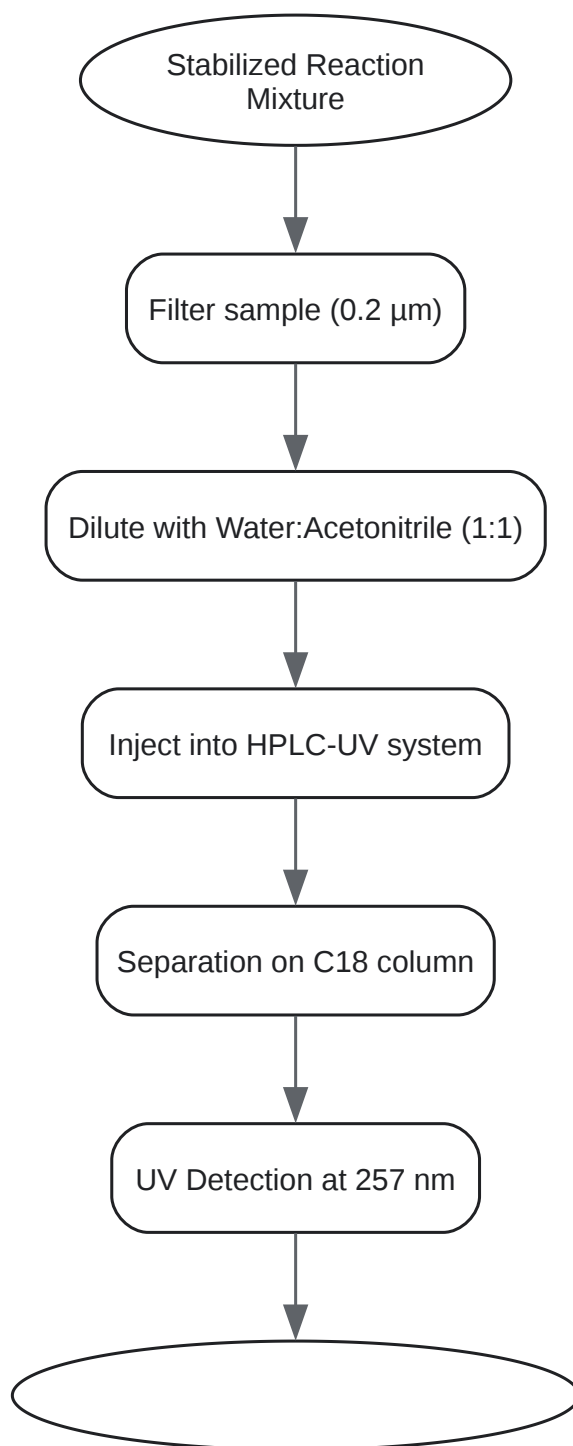 Stabilized Reaction
Mixture
Filter sample (0.2 µm)
Dilute with Water:Acetonitrile (1:1)
Inject into HPLC-UV system
Separation on C18 column
UV Detection at 257 nm